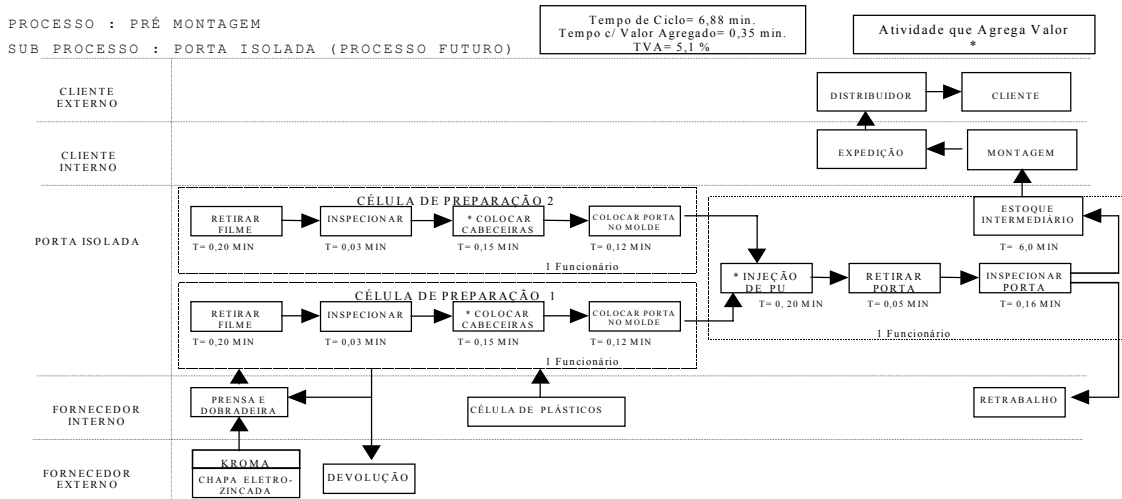 PROCESSO : PRÉ MONTAGEM
SUB PROCESSO : PORTA ISOLADA (PROCESSO FUTURO)
Tempo de Ciclo= 6,88 min.
Tempo c/ Valor Agregado= 0,35 min.
TVA= 5,1 %
Atividade que Agrega Valor
*
CLIENTE
EXTERNO
DISTRIBUIDOR
CLIENTE
CLIENTE
INTERNO
EXPEDIÇÃO
MONTAGEM
PORTA ISOLADA
CÉLULA DE PREPARAÇÃO 2
RETIRAR
FILME
T= 0,20 MIN
INSPECIONAR
T= 0,03 MIN
* COLOCAR
CABECEIRAS
T= 0,15 MIN
COLOCAR PORTA
NO MOLDE
T= 0,12 MIN
1 Funcionário
CÉLULA DE PREPARAÇÃO 1
RETIRAR
FILME
T= 0,20 MIN
INSPECIONAR
T= 0,03 MIN
* COLOCAR
CABECEIRAS
T= 0,15 MIN
COLOCAR PORTA
NO MOLDE
T= 0,12 MIN
1 Funcionário
ESTOQUE
INTERMEDIÁRIO
T= 6,0 MIN
* INJEÇÃO
DE PU
T= 0, 20 MIN
RETIRAR
PORTA
T= 0,05 MIN
INSPECIONAR
PORTA
T= 0,16 MIN
1 Funcionário
FORNECEDOR
INTERNO
PRENSA E
DOBRADEIRA
CÉLULA DE PLÁSTICOS
RETRABALHO
FORNECEDOR
EXTERNO
KROMA
CHAPA ELETRO-
ZINCADA
DEVOLUÇÃO